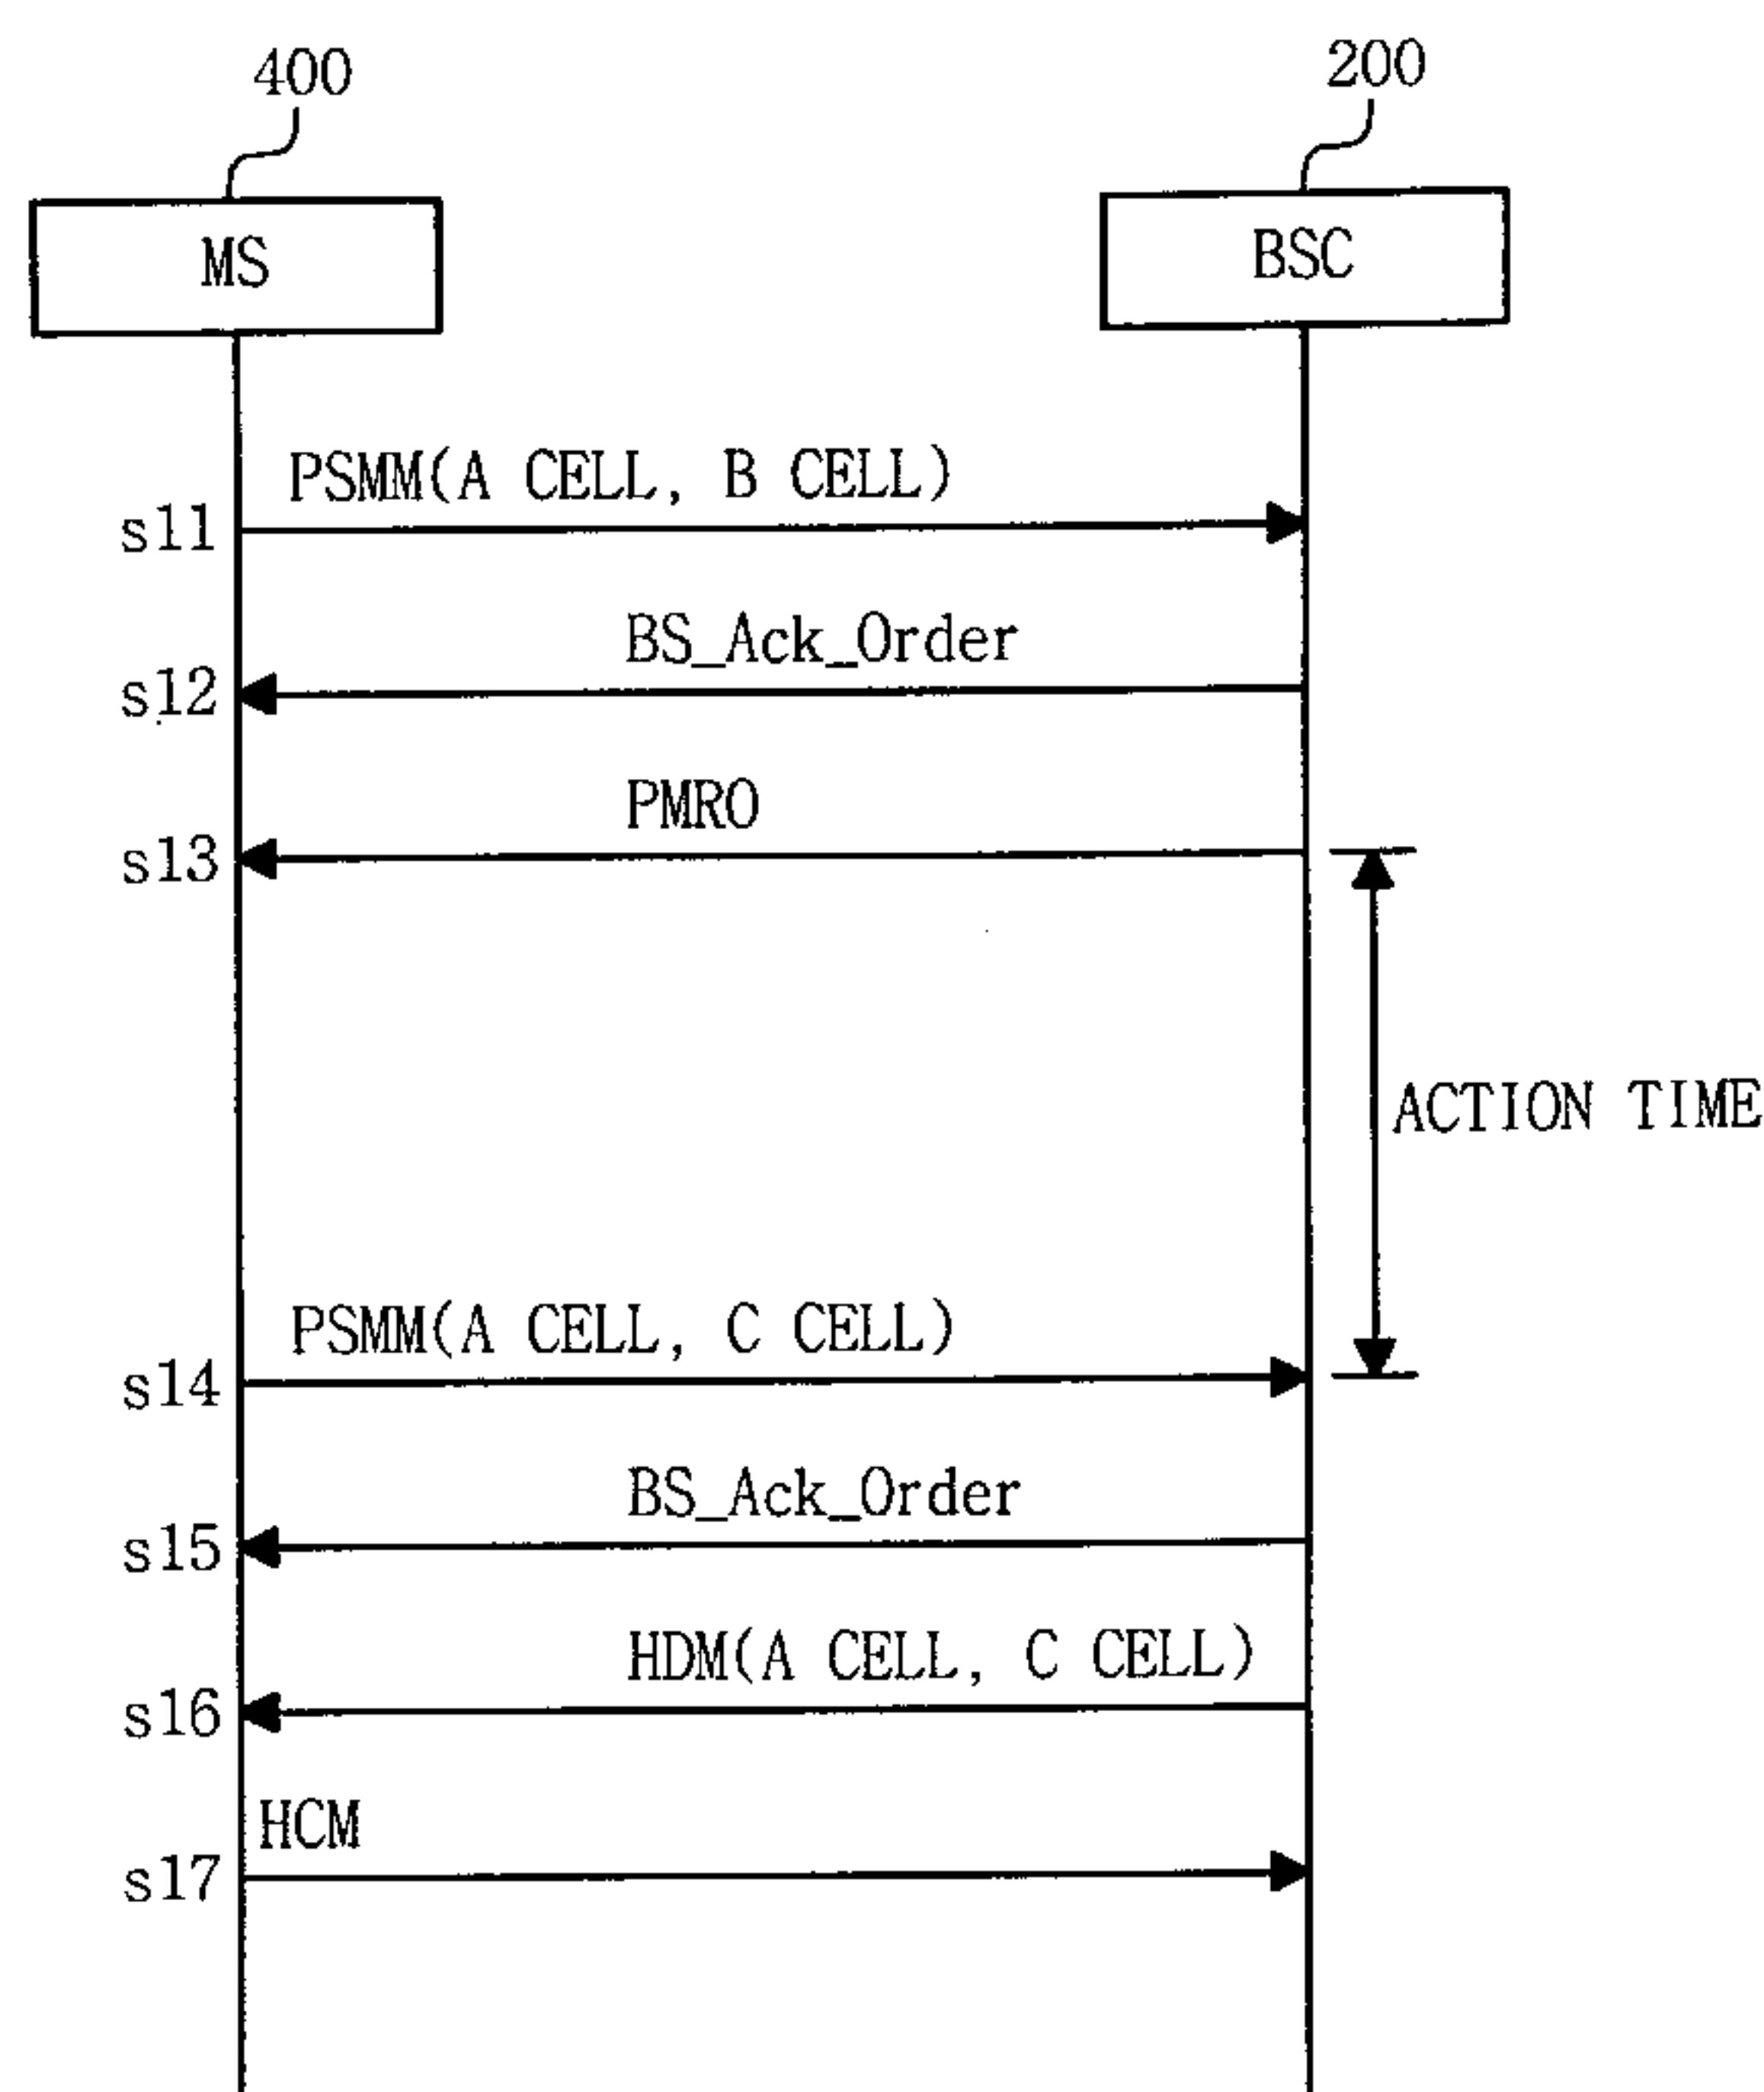 400
200
MS
BSC
PSMM(A CELL, B CELL)
s11
BS_Ack_Order
s12
PMRO
s13
ACTION TIME
PSMM(A CELL, C CELL)
s14
BS_Ack_Order
s15
HDM(A CELL, C CELL)
s16
HCM
s17